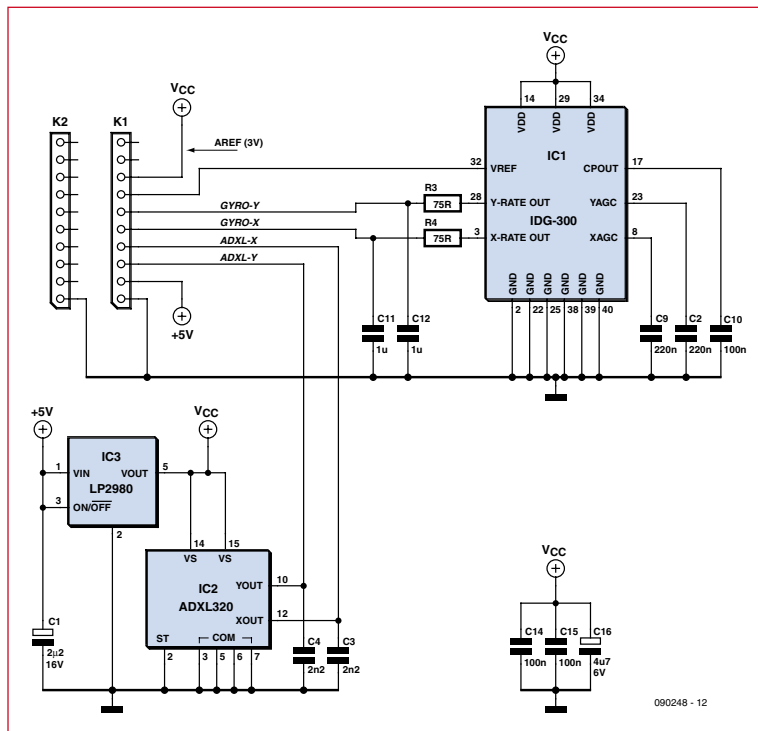 VCC
VCC
14
29
34
VDD
VDD
VDD
K2
K1
AREF (3V)
IC1
32
VREF
CPOUT
17
R3
GYRO-Y
75R
28
Y-RATE OUT
YAGC
23
IDG-300
R4
GYRO-X
75R
3
X-RATE OUT
XAGC
8
ADXL-X
ADXL-Y
GND
GND
GND
GND
GND
GND
2
22
25
38
39
40
+5V
C11
1u
C12
1u
C9
220n
C2
220n
C10
100n
+5V
VCC
IC3
1
VIN
VOUT
5
LP2980
3
ON/OFF
2
14
15
VS
VS
IC2
YOUT
10
ADXL320
XOUT
12
ST
COM
2
3
5
6
7
C1
2µ2
16V
C4
2n2
C3
2n2
VCC
C14
100n
C15
100n
C16
4u7
6V
090248 - 12